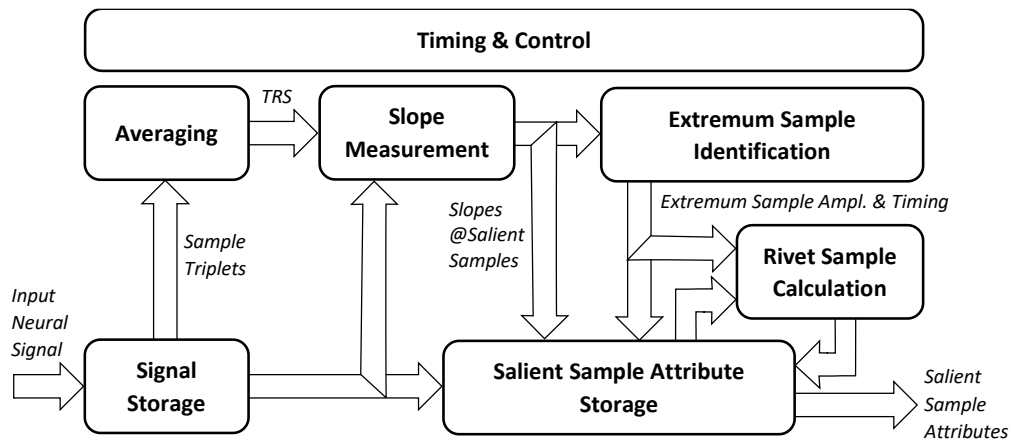 Timing & Control
TRS
Averaging
Slope
Measurement
Extremum Sample
Identification
Sample
Triplets
Slopes
@Salient
Samples
Extremum Sample Ampl. & Timing
Rivet Sample
Calculation
Input
Neural
Signal
Signal
Storage
Salient Sample Attribute
Storage
Salient
Sample
Attributes